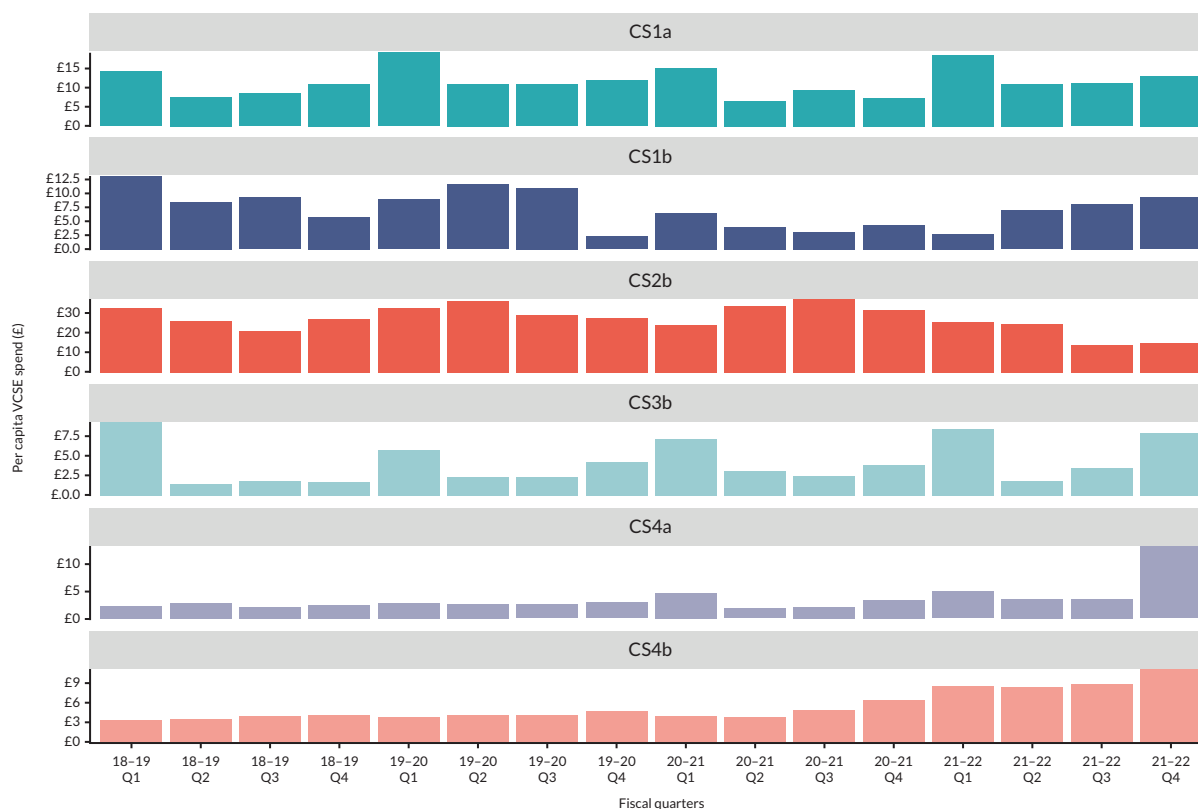 CS1a
£15
£10
£5
£0
CS1b
£12.5
£10.0
£7.5
£5.0
£2.5
£0.0
CS2b
£30
£20
£10
£0
Per capita VCSE spend (£)
CS3b
£7.5
£5.0
£2.5
£.0.0
CS4a
£10
£5
£0
CS4b
£9
£6
£3
£0
18–19 18–19 18–19 18–19 19–20 19–20 19–20 19–20 20–21 20–21 20–21 20–21 21–22 21–22 21–22 21–22
Q1 Q2 Q3 Q4 Q1 Q2 Q3 Q4 Q1 Q2 Q3 Q4 Q1 Q2 Q3 Q4
Fiscal quarters